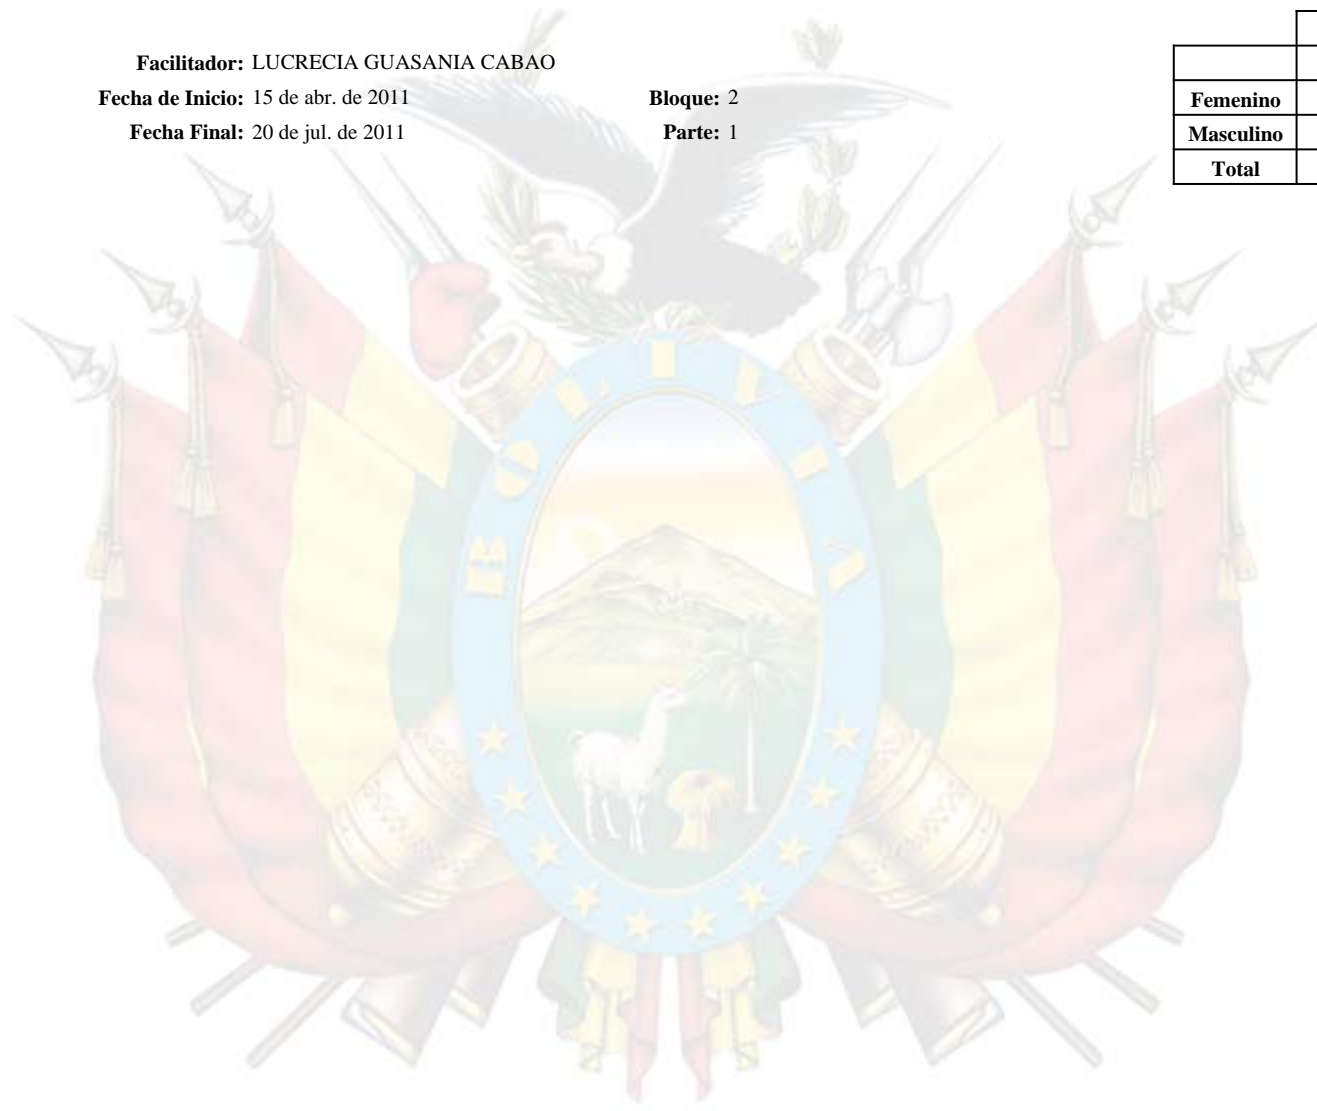 Facilitador: LUCRECIA GUASANIA CABAO
Fecha de Inicio: 15 de abr. de 2011 Bloque: 2
Fecha Final: 20 de jul. de 2011 Parte: 1
Femenino
Masculino
Total
BOLIVIA